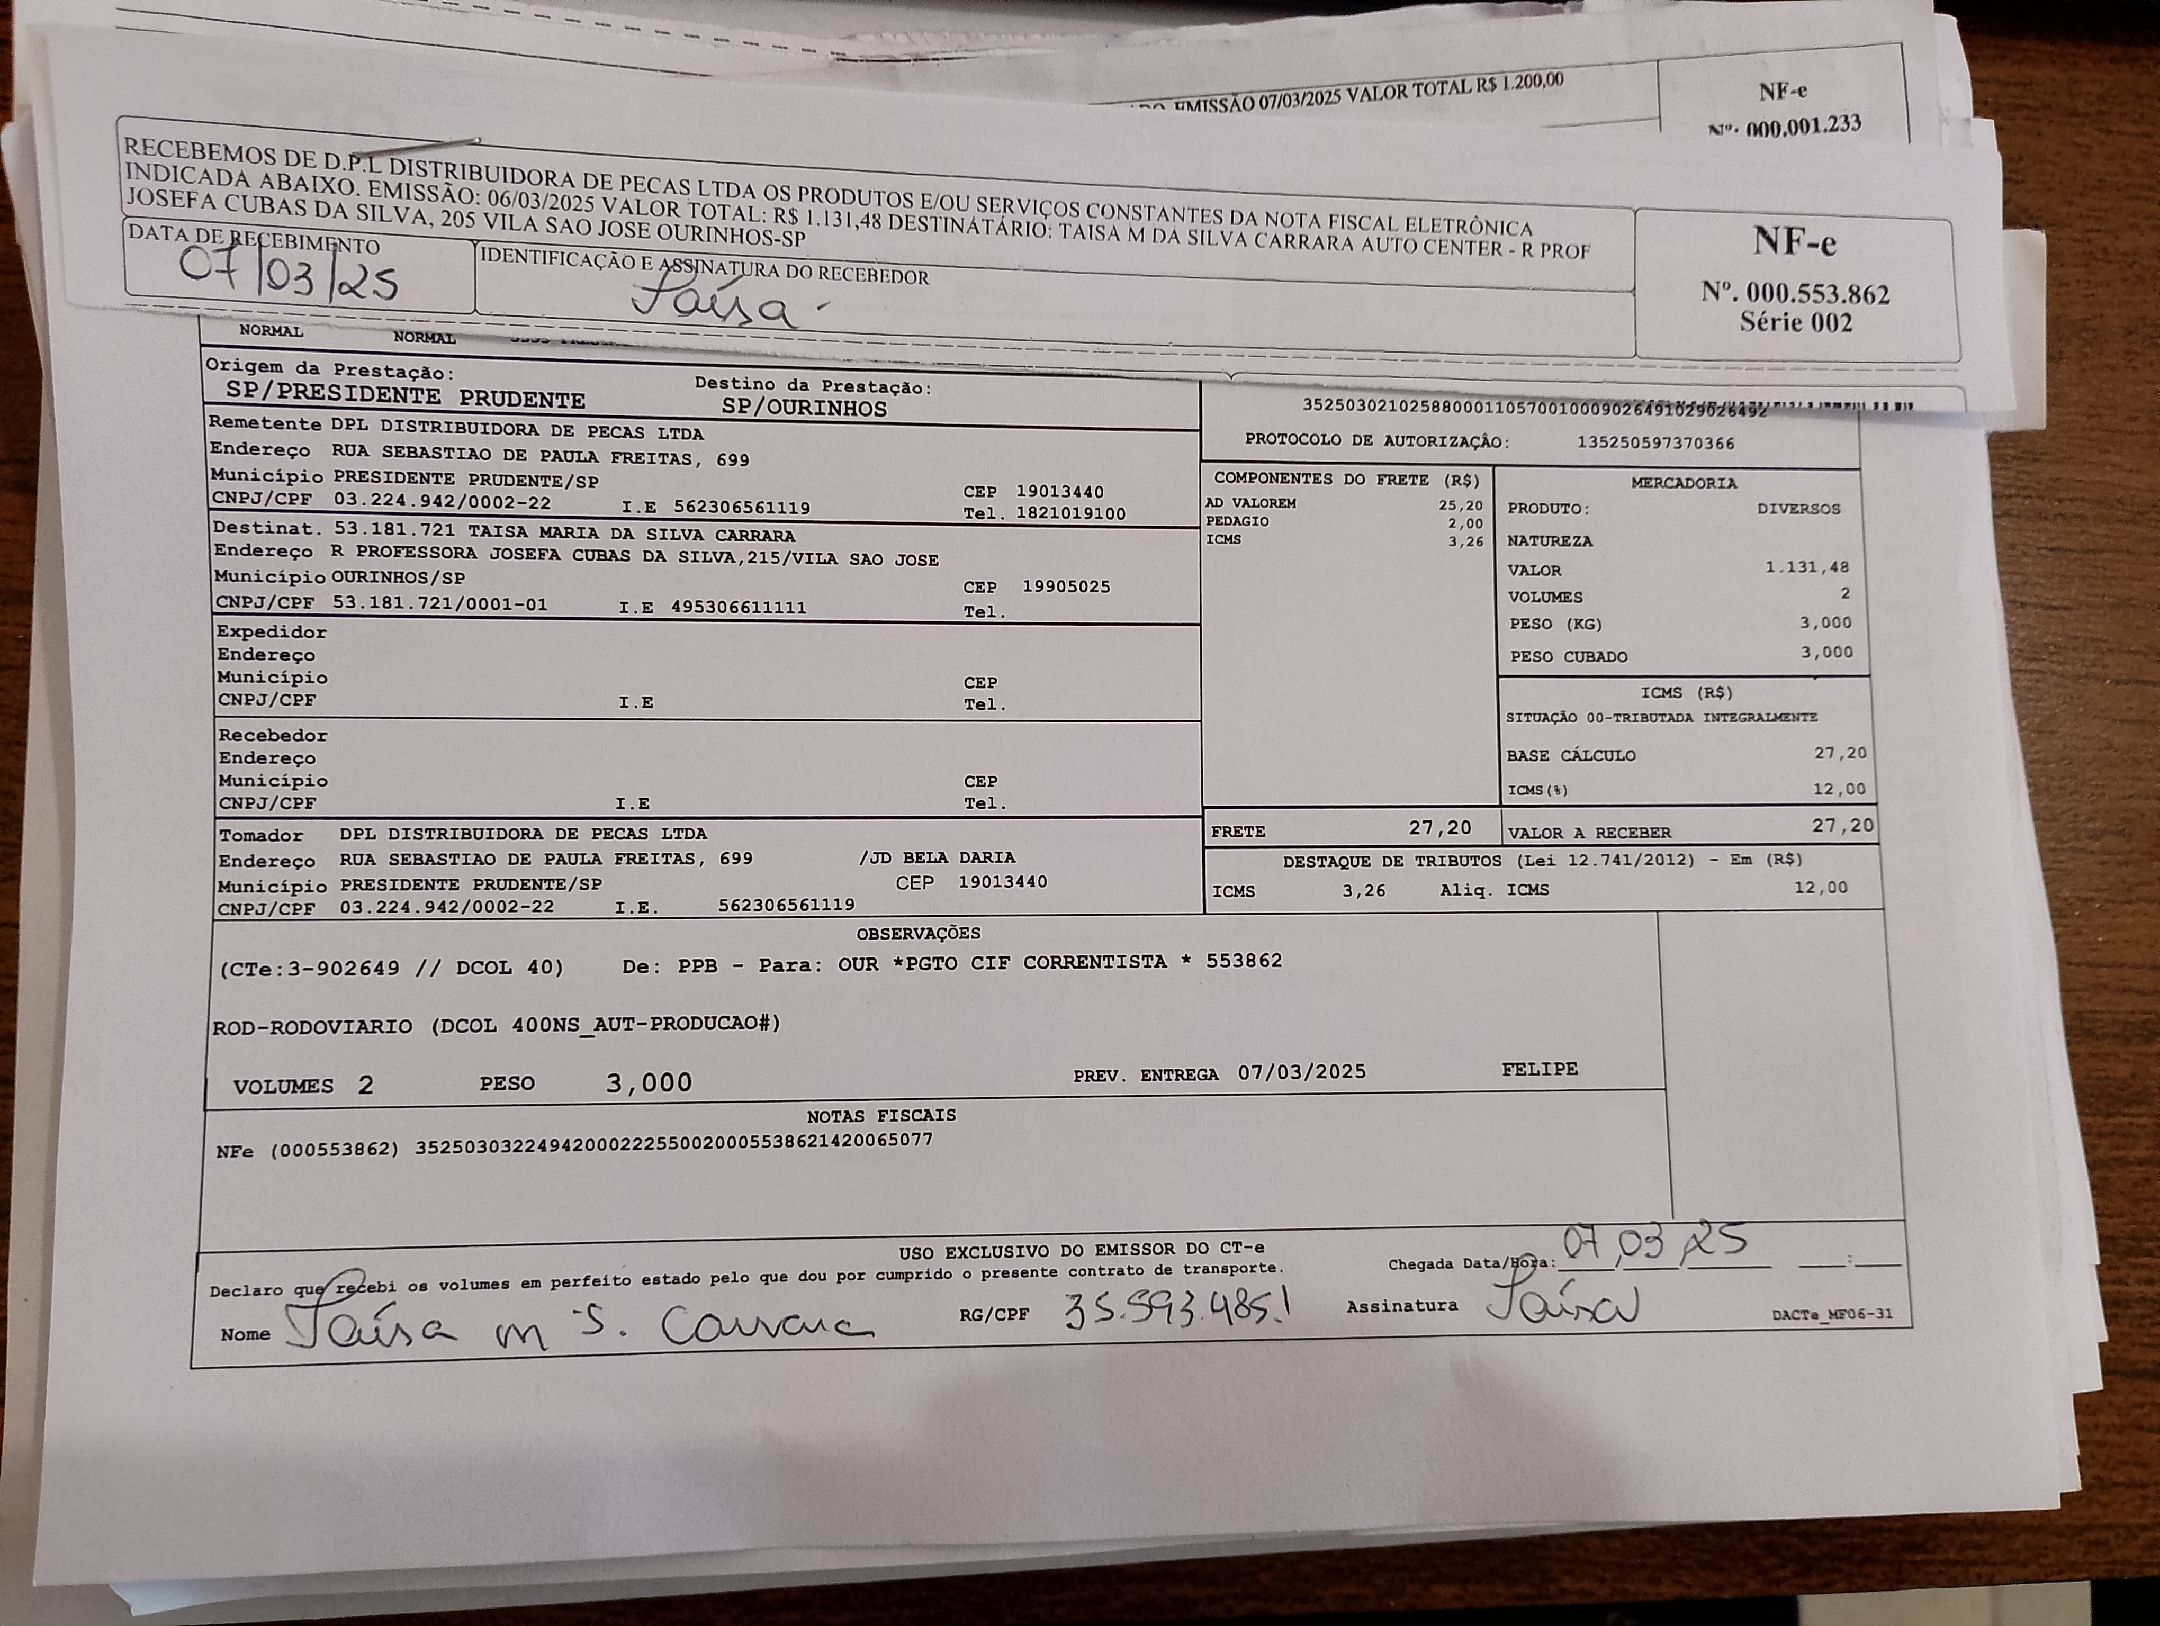 EMISSÃO 07/03/2025 VALOR TOTAL R$ 1.200,00
NF-e
Nº. 000.001.233
RECEBEMOS DE D.P.L DISTRIBUIDORA DE PECAS LTDA OS PRODUTOS E/OU SERVIÇOS CONSTANTES DA NOTA FISCAL ELETRÔNICA
INDICADA ABAIXO. EMISSÃO: 06/03/2025 VALOR TOTAL: R$ 1.131,48 DESTINATÁRIO: TAISA M DA SILVA CARRARA AUTO CENTER - R PROF
JOSEFA CUBAS DA SILVA, 205 VILA SAO JOSE OURINHOS-SP
DATA DE RECEBIMENTO
07/03/25
IDENTIFICAÇÃO E ASSINATURA DO RECEBEDOR
Taísa
NF-e
Nº. 000.553.862
Série 002
NORMAL NORMAL
Origem da Prestação: Destino da Prestação:
SP/PRESIDENTE PRUDENTE SP/OURINHOS
Remetente DPL DISTRIBUIDORA DE PECAS LTDA
Endereço RUA SEBASTIAO DE PAULA FREITAS, 699
Município PRESIDENTE PRUDENTE/SP CEP 19013440
CNPJ/CPF 03.224.942/0002-22 I.E 562306561119 Tel. 1821019100
Destinat. 53.181.721 TAISA MARIA DA SILVA CARRARA
Endereço R PROFESSORA JOSEFA CUBAS DA SILVA,215/VILA SAO JOSE
Município OURINHOS/SP CEP 19905025
CNPJ/CPF 53.181.721/0001-01 I.E 495306611111 Tel.
Expedidor
Endereço
Município CEP
CNPJ/CPF I.E Tel.
Recebedor
Endereço
Município CEP
CNPJ/CPF I.E Tel.
Tomador DPL DISTRIBUIDORA DE PECAS LTDA
Endereço RUA SEBASTIAO DE PAULA FREITAS, 699 /JD BELA DARIA
Município PRESIDENTE PRUDENTE/SP CEP 19013440
CNPJ/CPF 03.224.942/0002-22 I.E. 562306561119
35250302102588000110570010009026491029026492
PROTOCOLO DE AUTORIZAÇÃO: 135250597370366
COMPONENTES DO FRETE (R$)
AD VALOREM 25,20
PEDAGIO 2,00
ICMS 3,26
MERCADORIA
PRODUTO: DIVERSOS
NATUREZA
VALOR 1.131,48
VOLUMES 2
PESO (KG) 3,000
PESO CUBADO 3,000
ICMS (R$)
SITUAÇÃO 00-TRIBUTADA INTEGRALMENTE
BASE CÁLCULO 27,20
ICMS(%) 12,00
FRETE 27,20 VALOR A RECEBER 27,20
DESTAQUE DE TRIBUTOS (Lei 12.741/2012) - Em (R$)
ICMS 3,26 Aliq. ICMS 12,00
OBSERVAÇÕES
(CTe:3-902649 // DCOL 40) De: PPB - Para: OUR *PGTO CIF CORRENTISTA * 553862
ROD-RODOVIARIO (DCOL 400NS_AUT-PRODUCAO#)
VOLUMES 2 PESO 3,000 PREV. ENTREGA 07/03/2025 FELIPE
NOTAS FISCAIS
NFe (000553862) 35250303224942000222550020005538621420065077
USO EXCLUSIVO DO EMISSOR DO CT-e
Declaro que recebi os volumes em perfeito estado pelo que dou por cumprido o presente contrato de transporte.
Chegada Data/Hora: 07,03,25 :
Nome Taísa m S. Carrara RG/CPF 35.593.485.1 Assinatura Taísa
DACTe_MF06-31